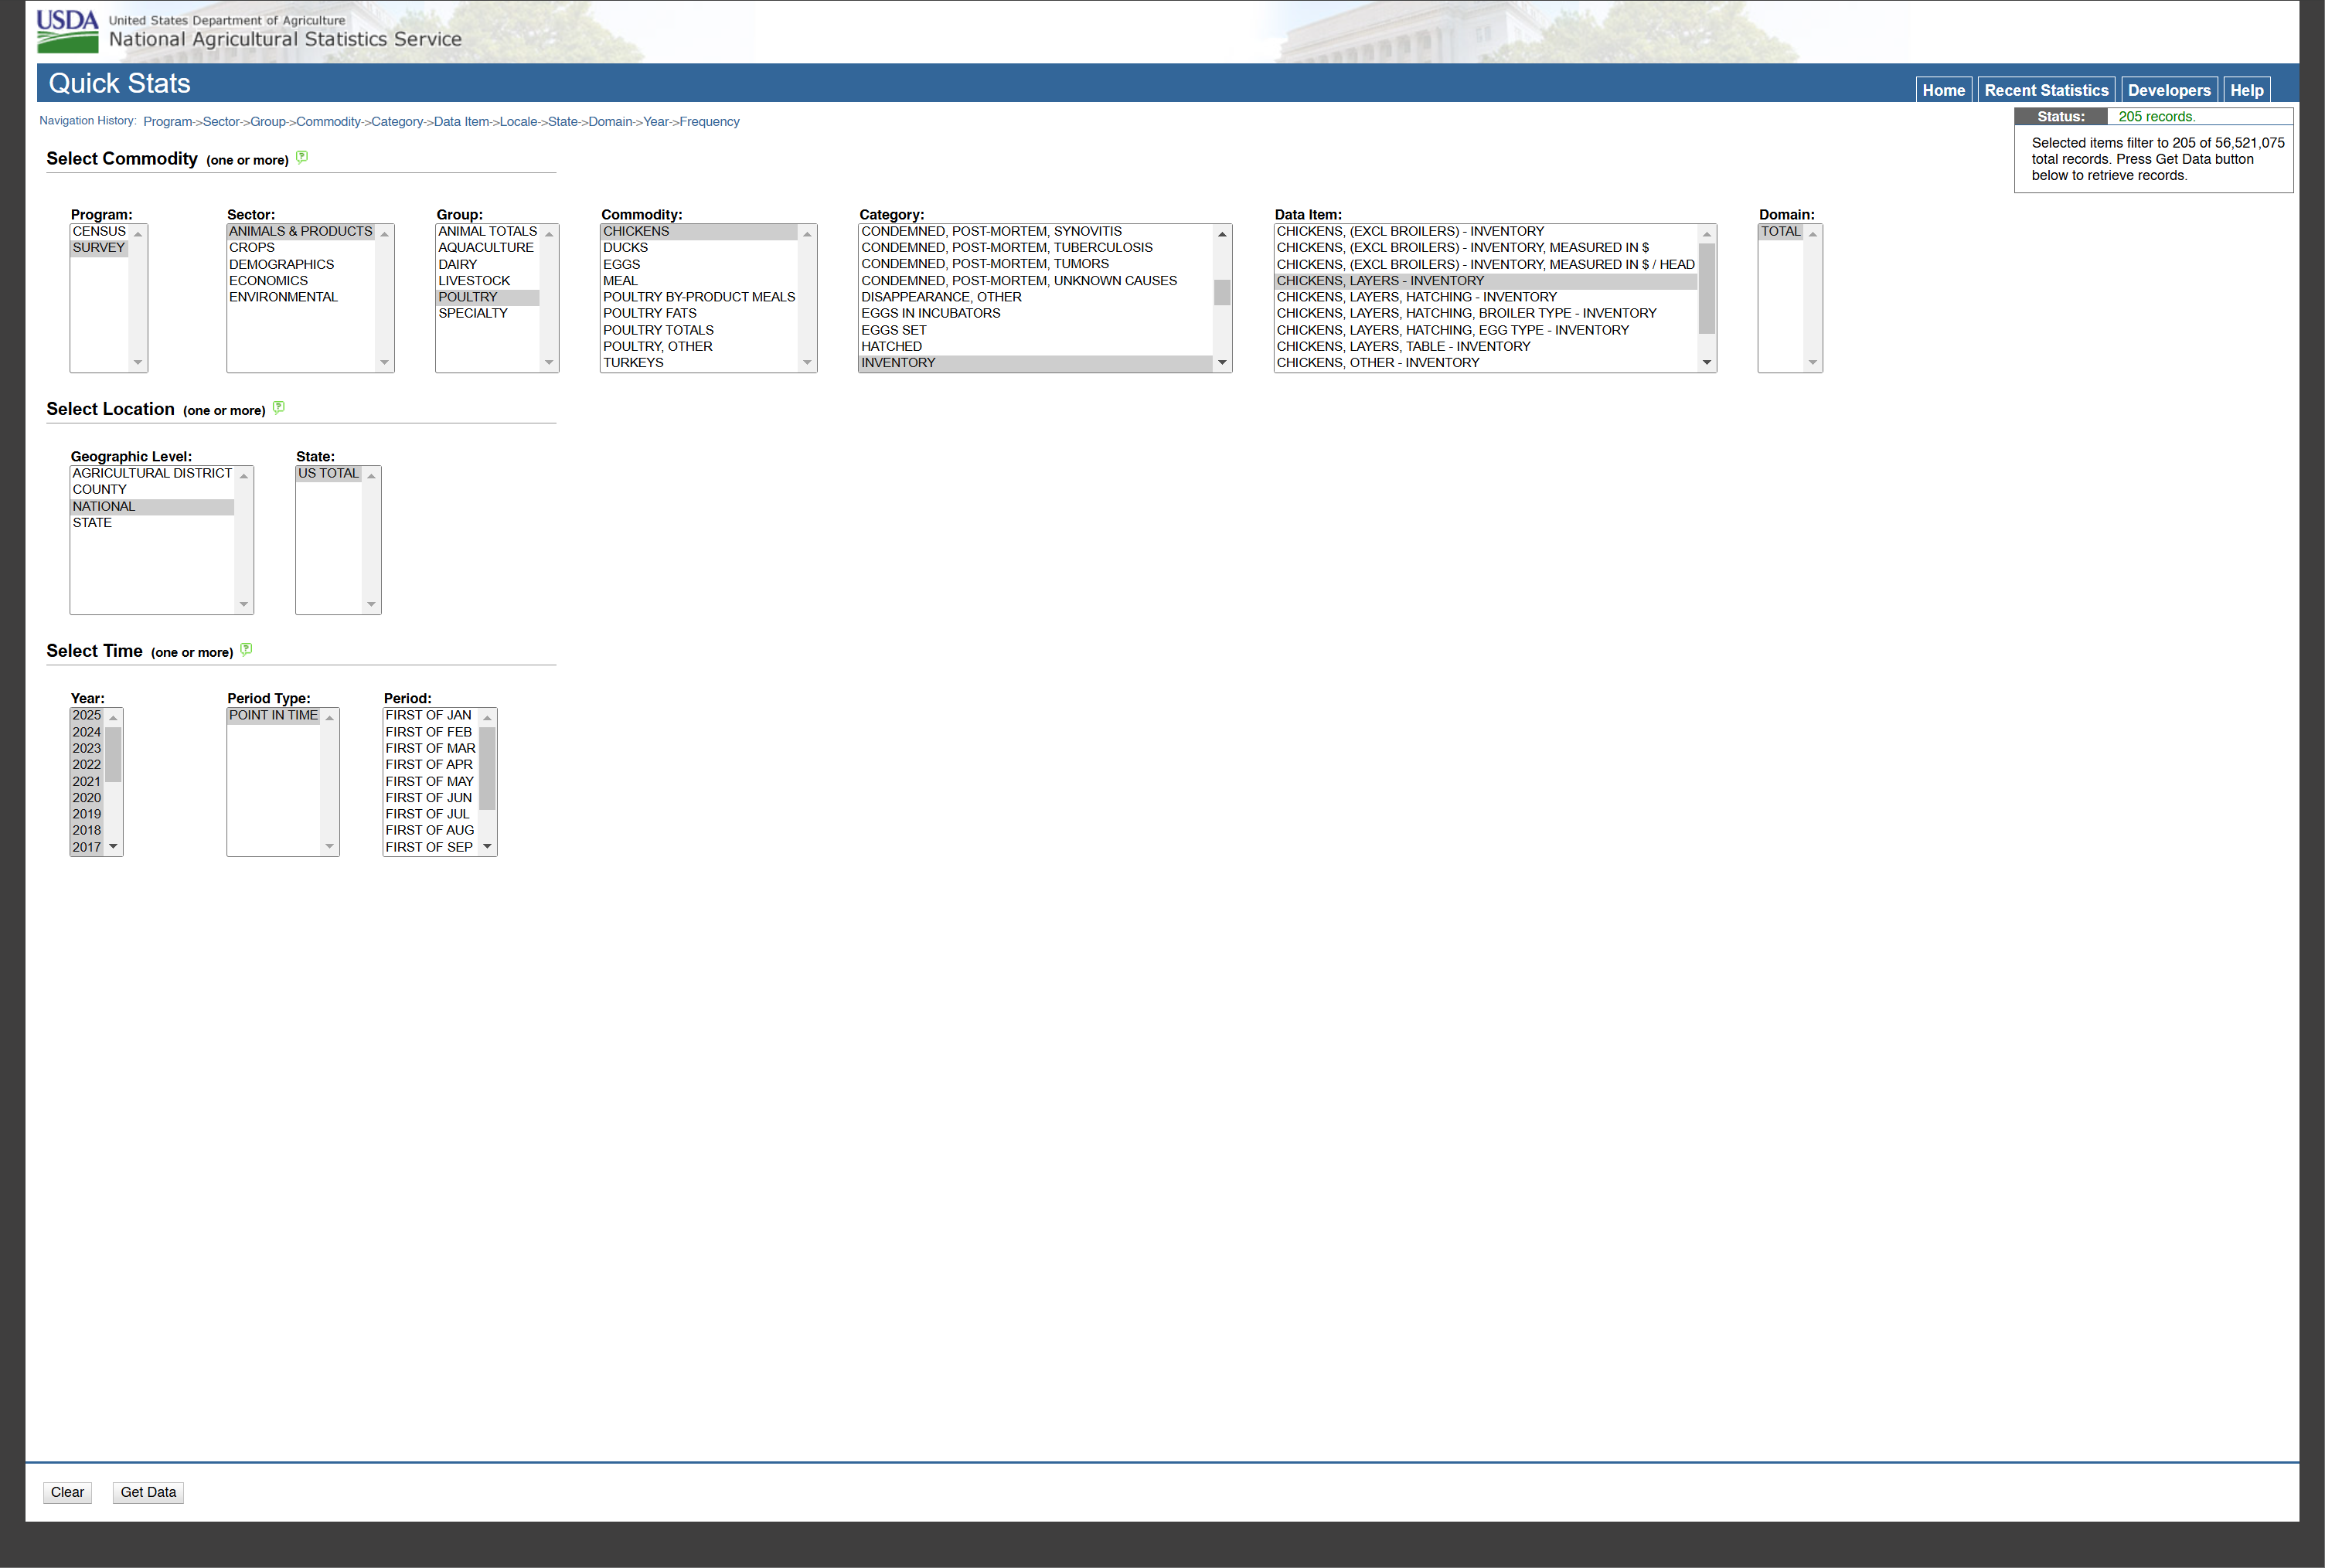 USDA United States Department of Agriculture
National Agricultural Statistics Service
Quick Stats
Home Recent Statistics Developers Help
Navigation History: Program->Sector->Group->Commodity->Category->Data Item->Locale->State->Domain->Year->Frequency
Status: 205 records.
Selected items filter to 205 of 56,521,075
total records. Press Get Data button
below to retrieve records.
Select Commodity (one or more) ?
Program:
CENSUS
SURVEY
Sector:
ANIMALS & PRODUCTS
CROPS
DEMOGRAPHICS
ECONOMICS
ENVIRONMENTAL
Group:
ANIMAL TOTALS
AQUACULTURE
DAIRY
LIVESTOCK
POULTRY
SPECIALTY
Commodity:
CHICKENS
DUCKS
EGGS
MEAL
POULTRY BY-PRODUCT MEALS
POULTRY FATS
POULTRY TOTALS
POULTRY, OTHER
TURKEYS
Category:
CONDEMNED, POST-MORTEM, SYNOVITIS
CONDEMNED, POST-MORTEM, TUBERCULOSIS
CONDEMNED, POST-MORTEM, TUMORS
CONDEMNED, POST-MORTEM, UNKNOWN CAUSES
DISAPPEARANCE, OTHER
EGGS IN INCUBATORS
EGGS SET
HATCHED
INVENTORY
Data Item:
CHICKENS, (EXCL BROILERS) - INVENTORY
CHICKENS, (EXCL BROILERS) - INVENTORY, MEASURED IN $
CHICKENS, (EXCL BROILERS) - INVENTORY, MEASURED IN $ / HEAD
CHICKENS, LAYERS - INVENTORY
CHICKENS, LAYERS, HATCHING - INVENTORY
CHICKENS, LAYERS, HATCHING, BROILER TYPE - INVENTORY
CHICKENS, LAYERS, HATCHING, EGG TYPE - INVENTORY
CHICKENS, LAYERS, TABLE - INVENTORY
CHICKENS, OTHER - INVENTORY
Domain:
TOTAL
Select Location (one or more) ?
Geographic Level:
AGRICULTURAL DISTRICT
COUNTY
NATIONAL
STATE
State:
US TOTAL
Select Time (one or more) ?
Year:
2025
2024
2023
2022
2021
2020
2019
2018
2017
Period Type:
POINT IN TIME
Period:
FIRST OF JAN
FIRST OF FEB
FIRST OF MAR
FIRST OF APR
FIRST OF MAY
FIRST OF JUN
FIRST OF JUL
FIRST OF AUG
FIRST OF SEP
Clear Get Data